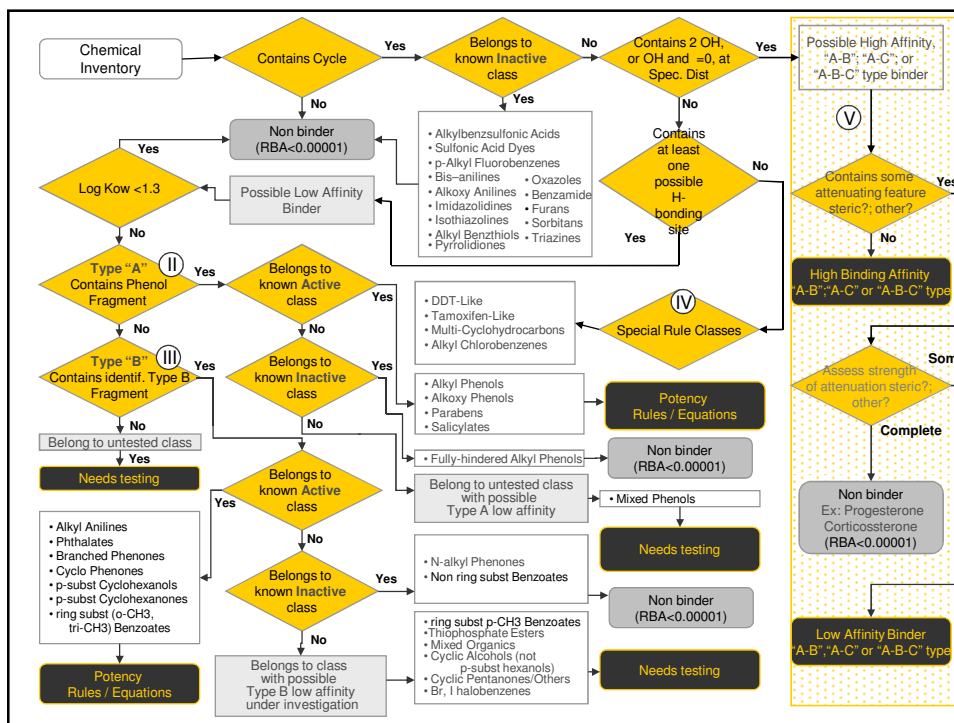 Chemical
Inventory
Contains Cycle
Yes
Belongs to
known Inactive
class
No
Contains 2 OH,
or OH and =0, at
Spec. Dist
Yes
Possible High Affinity,
"A-B"; "A-C"; or
"A-B-C" type binder
No
Yes
No
V
Non binder
(RBA<0.00001)
• Alkylbenzsulfonic Acids
• Sulfonic Acid Dyes
• p-Alkyl Fluorobenzenes
• Bis–anilines
• Alkoxy Anilines
• Imidazolidines
• Isothiazolines
• Alkyl Benzthiols
• Pyrrolidiones
• Oxazoles
• Benzamide
• Furans
• Sorbitans
• Triazines
Contains
at least
one
possible
H-
bonding
site
No
Yes
Yes
Log Kow <1.3
Possible Low Affinity
Binder
No
Contains some
attenuating feature
steric?; other?
Yes
No
High Binding Affinity
"A-B";"A-C" or "A-B-C" type
II
Type "A"
Contains Phenol
Fragment
Yes
Belongs to
known Active
class
Yes
• DDT-Like
• Tamoxifen-Like
• Multi-Cyclohydrocarbons
• Alkyl Chlorobenzenes
IV
Special Rule Classes
No
No
III
Type "B"
Contains identif. Type B
Fragment
Yes
Belongs to
known Inactive
class
Yes
• Alkyl Phenols
• Alkoxy Phenols
• Parabens
• Salicylates
Potency
Rules / Equations
Som
Assess strength
of attenuation steric?;
other?
Complete
No
No
Belong to untested class
Yes
Needs testing
• Fully-hindered Alkyl Phenols
Non binder
(RBA<0.00001)
Belongs to
known Active
class
Yes
No
Belong to untested class
with possible
Type A low affinity
• Mixed Phenols
Needs testing
Non binder
Ex: Progesterone
Corticossterone
(RBA<0.00001)
• Alkyl Anilines
• Phthalates
• Branched Phenones
• Cyclo Phenones
• p-subst Cyclohexanols
• p-subst Cyclohexanones
• ring subst (o-CH3,
tri-CH3) Benzoates
Belongs to
known Inactive
class
Yes
• N-alkyl Phenones
• Non ring subst Benzoates
Non binder
(RBA<0.00001)
No
• ring subst p-CH3 Benzoates
• Thiophosphate Esters
• Mixed Organics
• Cyclic Alcohols (not
p-subst hexanols)
• Cyclic Pentanones/Others
• Br, I halobenzenes
Needs testing
Low Affinity Binder
"A-B","A-C" or "A-B-C" type
Potency
Rules / Equations
Belongs to class
with possible
Type B low affinity
under investigation